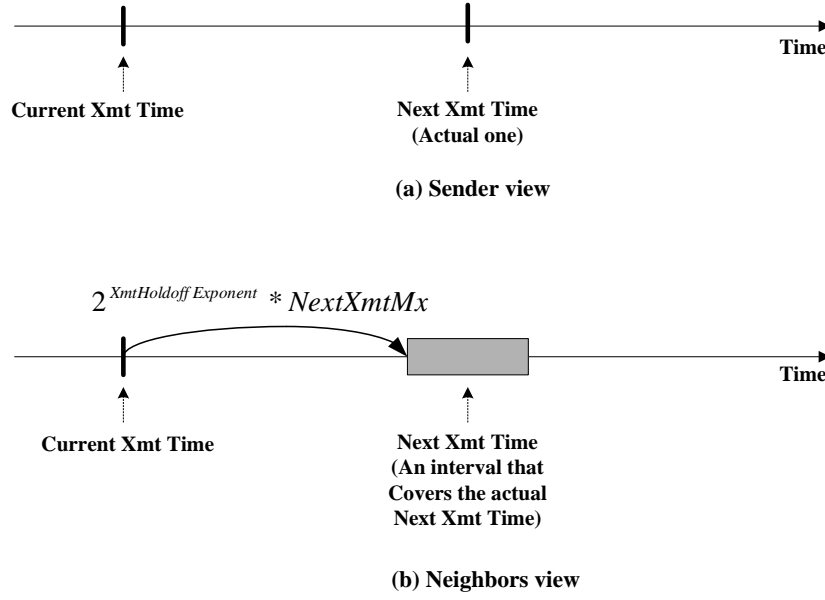 Time
Current Xmt Time
Next Xmt Time
(Actual one)
(a) Sender view
2^XmtHoldoff Exponent * NextXmtMx
Time
Current Xmt Time
Next Xmt Time
(An interval that
Covers the actual
Next Xmt Time)
(b) Neighbors view